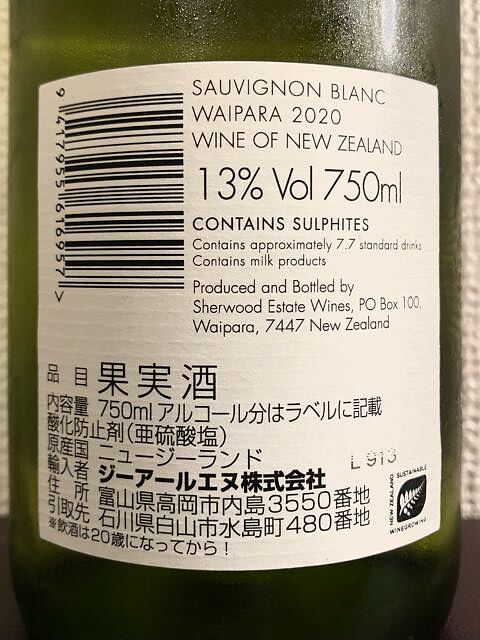 SAUVIGNON BLANC
WAIPARA 2020
WINE OF NEW ZEALAND
13% Vol 750ml
CONTAINS SULPHITES
Contains approximately 7.7 standard drinks
Contains milk products
Produced and Bottled by
Sherwood Estate Wines, PO Box 100,
Waipara, 7447 New Zealand
9 417955 616957 >
品目 果実酒
内容量 750ml アルコール分はラベルに記載
酸化防止剤(亜硫酸塩)
原産国 ニュージーランド
輸入者 ジーアールエヌ株式会社
住所 富山県高岡市内島3550番地
引取先 石川県白山市水島町480番地
※飲酒は20歳になってから!
L 913
NEW ZEALAND
SUSTAINABLE
WINEGROWING